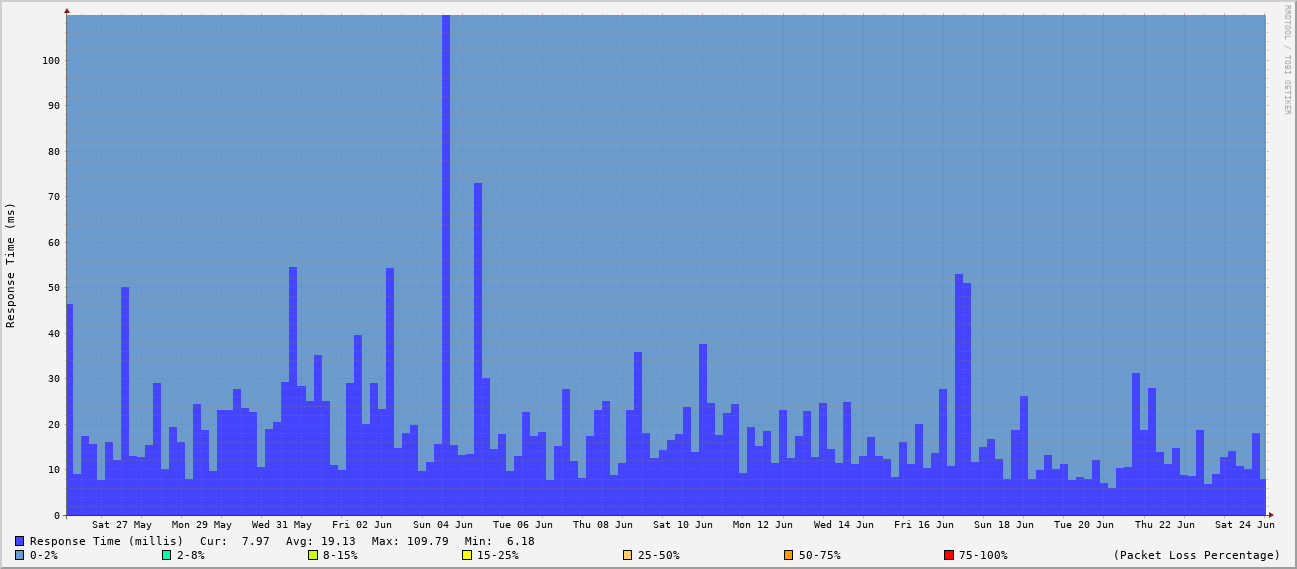 RRDTOOL / TOBI OETIKER
Response Time (ms)
100
90
80
70
60
50
40
30
20
10
0
Sat 27 May Mon 29 May Wed 31 May Fri 02 Jun Sun 04 Jun Tue 06 Jun Thu 08 Jun Sat 10 Jun Mon 12 Jun Wed 14 Jun Fri 16 Jun Sun 18 Jun Tue 20 Jun Thu 22 Jun Sat 24 Jun
Response Time (millis) Cur: 7.97 Avg: 19.13 Max: 109.79 Min: 6.18
0-2% 2-8% 8-15% 15-25% 25-50% 50-75% 75-100% (Packet Loss Percentage)